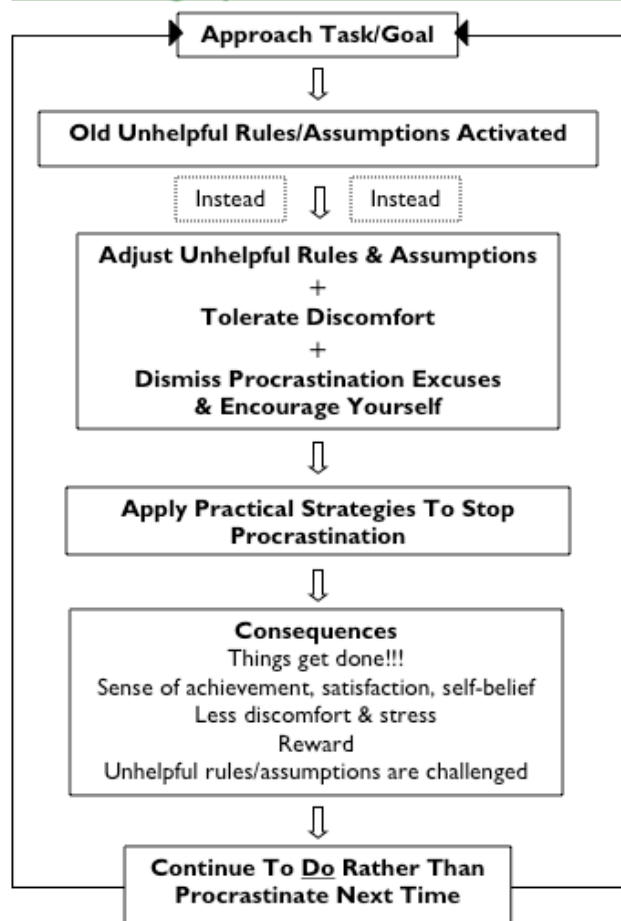 Approach Task/Goal
Old Unhelpful Rules/Assumptions Activated
Instead Instead
Adjust Unhelpful Rules & Assumptions
+
Tolerate Discomfort
+
Dismiss Procrastination Excuses
& Encourage Yourself
Apply Practical Strategies To Stop
Procrastination
Consequences
Things get done!!!
Sense of achievement, satisfaction, self-belief
Less discomfort & stress
Reward
Unhelpful rules/assumptions are challenged
Continue To Do Rather Than
Procrastinate Next Time